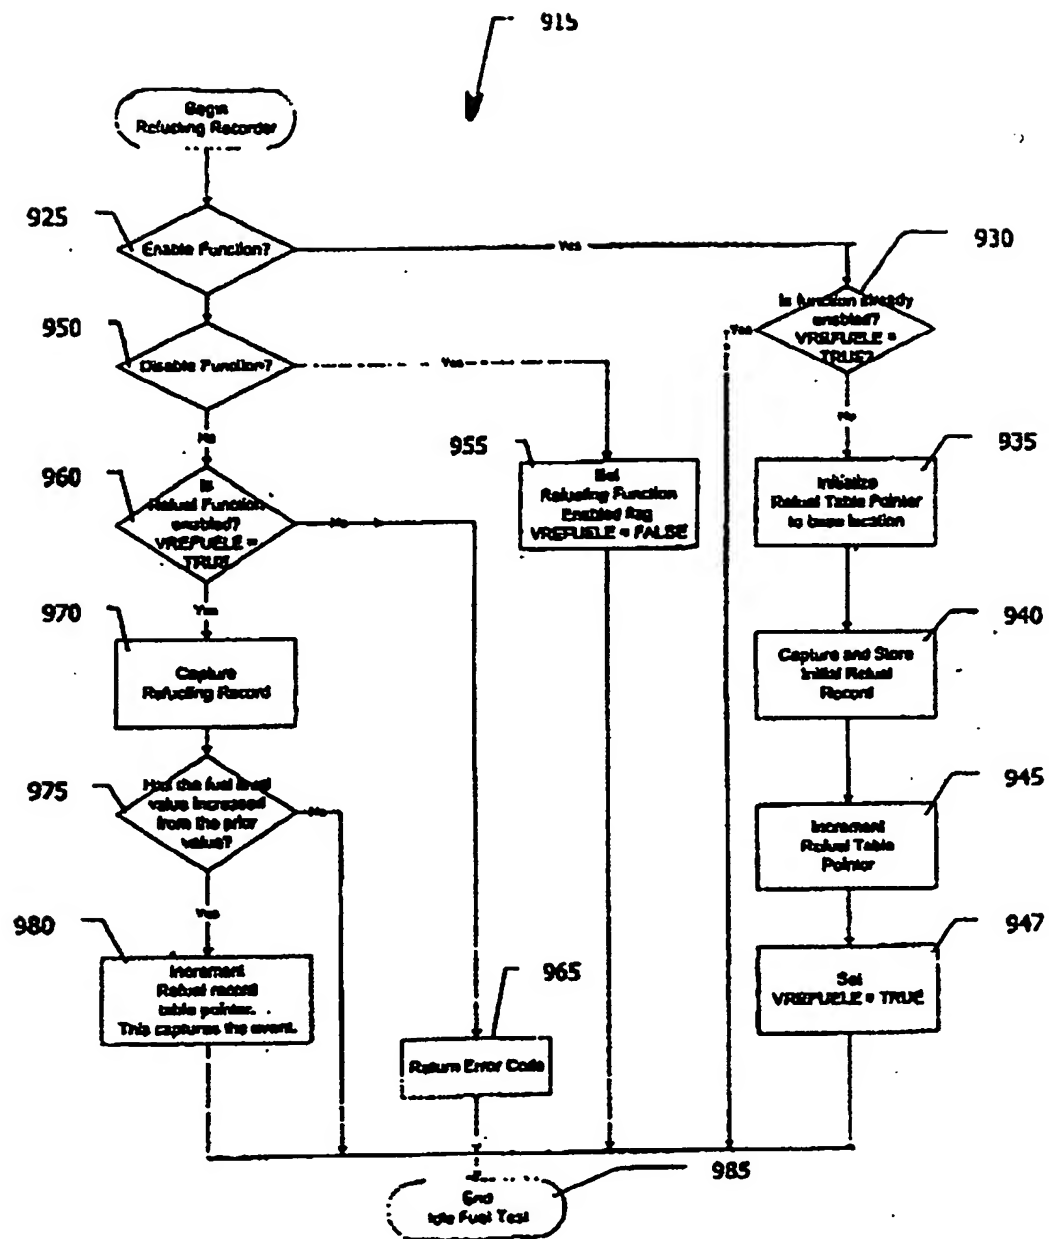 915
Begin
Refueling Recorder
925
Enable Function?
Yes
930
Is function already
enabled?
VREFUELE =
TRUE?
Yes
No
950
Disable Function?
Yes
No
955
Set
Refueling Function
Enabled flag
VREFUELE = FALSE
935
Initialize
Refuel Table Pointer
to base location
960
Is
Refuel Function
enabled?
VREFUELE =
TRUE?
No
Yes
970
Capture
Refueling Record
940
Capture and Store
Initial Refuel
Record
975
Has the fuel level
value increased
from the prior
value?
No
Yes
945
Increment
Refuel Table
Pointer
980
Increment
Refuel record
table pointer.
This captures the event.
947
Set
VREFUELE = TRUE
965
Return Error Code
985
End
Idle Fuel Test